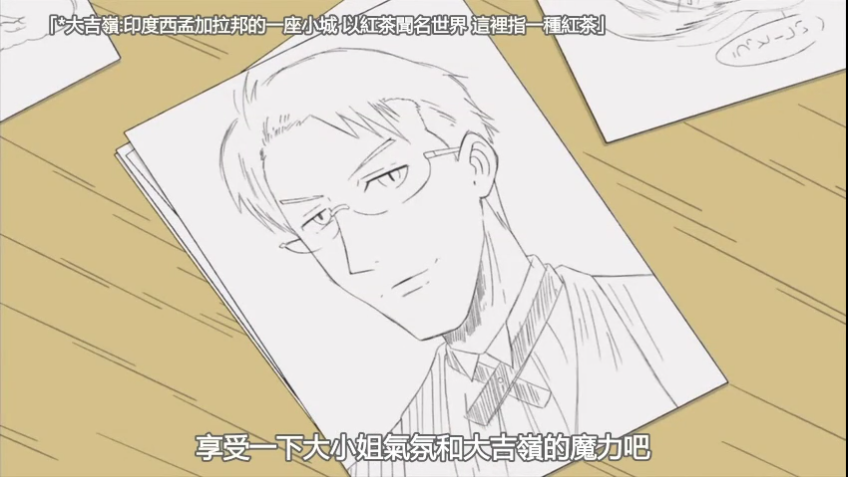 「*大吉嶺:印度西孟加拉邦的一座小城 以紅茶聞名世界 這裡指一種紅茶」
享受一下大小姐氣氛和大吉嶺的魔力吧